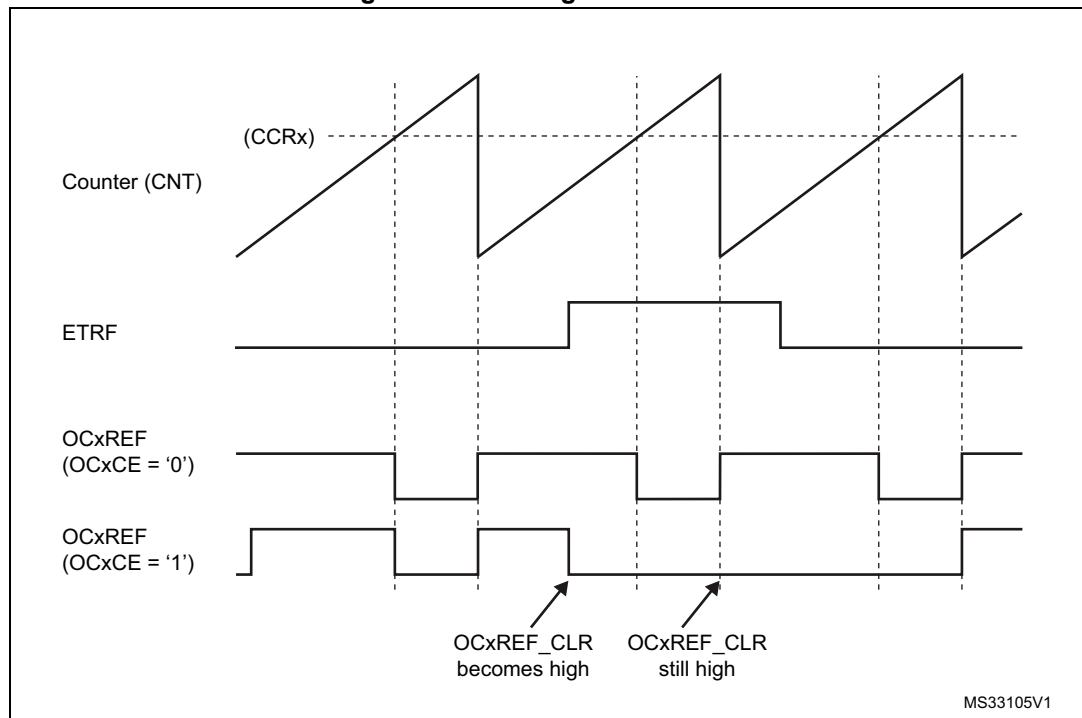 (CCRx)
Counter (CNT)
ETRF
OCxREF
(OCxCE = ‘0’)
OCxREF
(OCxCE = ‘1’)
OCxREF_CLR
becomes high
OCxREF_CLR
still high
MS33105V1